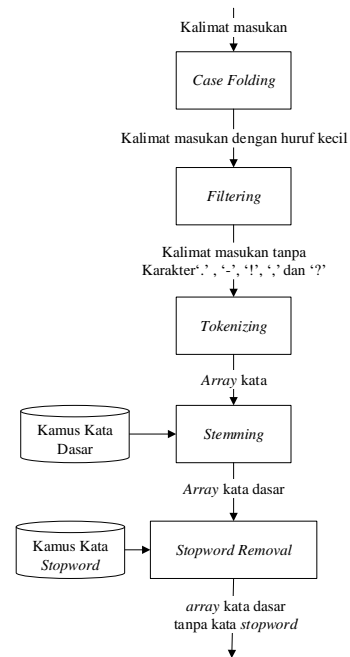 Kalimat masukan
Case Folding
Kalimat masukan dengan huruf kecil
Filtering
Kalimat masukan tanpa
Karakter‘.’ , ‘-’, ‘!’, ‘,’ dan ‘?’
Tokenizing
Array kata
Kamus Kata
Dasar
Stemming
Array kata dasar
Kamus Kata
Stopword
Stopword Removal
array kata dasar
tanpa kata stopword